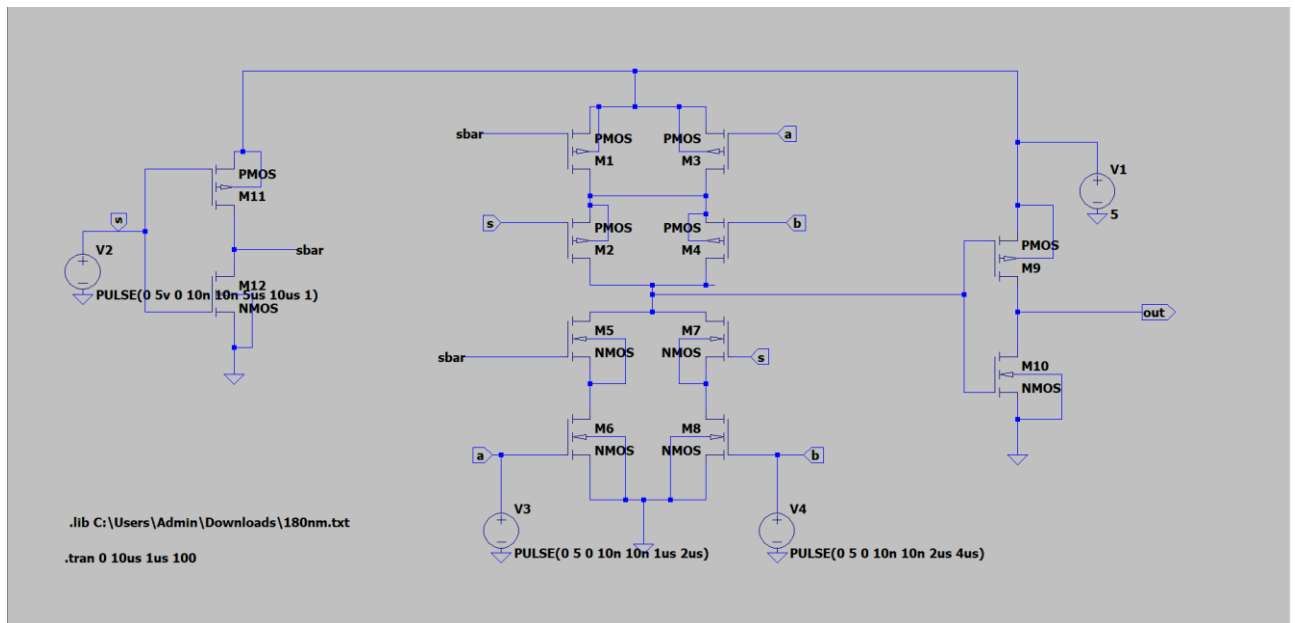 sbar
PMOS
M1
PMOS
M3
a
PMOS
M11
V1
5
s
V2
s
PMOS
M2
PMOS
M4
b
sbar
PMOS
M9
M12
PULSE(0 5v 0 10n 10n 5us 10us 1)
NMOS
out
M5
NMOS
M7
NMOS
sbar
s
M10
NMOS
M6
NMOS
M8
NMOS
a
b
V3
PULSE(0 5 0 10n 10n 1us 2us)
V4
PULSE(0 5 0 10n 10n 2us 4us)
.lib C:\Users\Admin\Downloads\180nm.txt
.tran 0 10us 1us 100